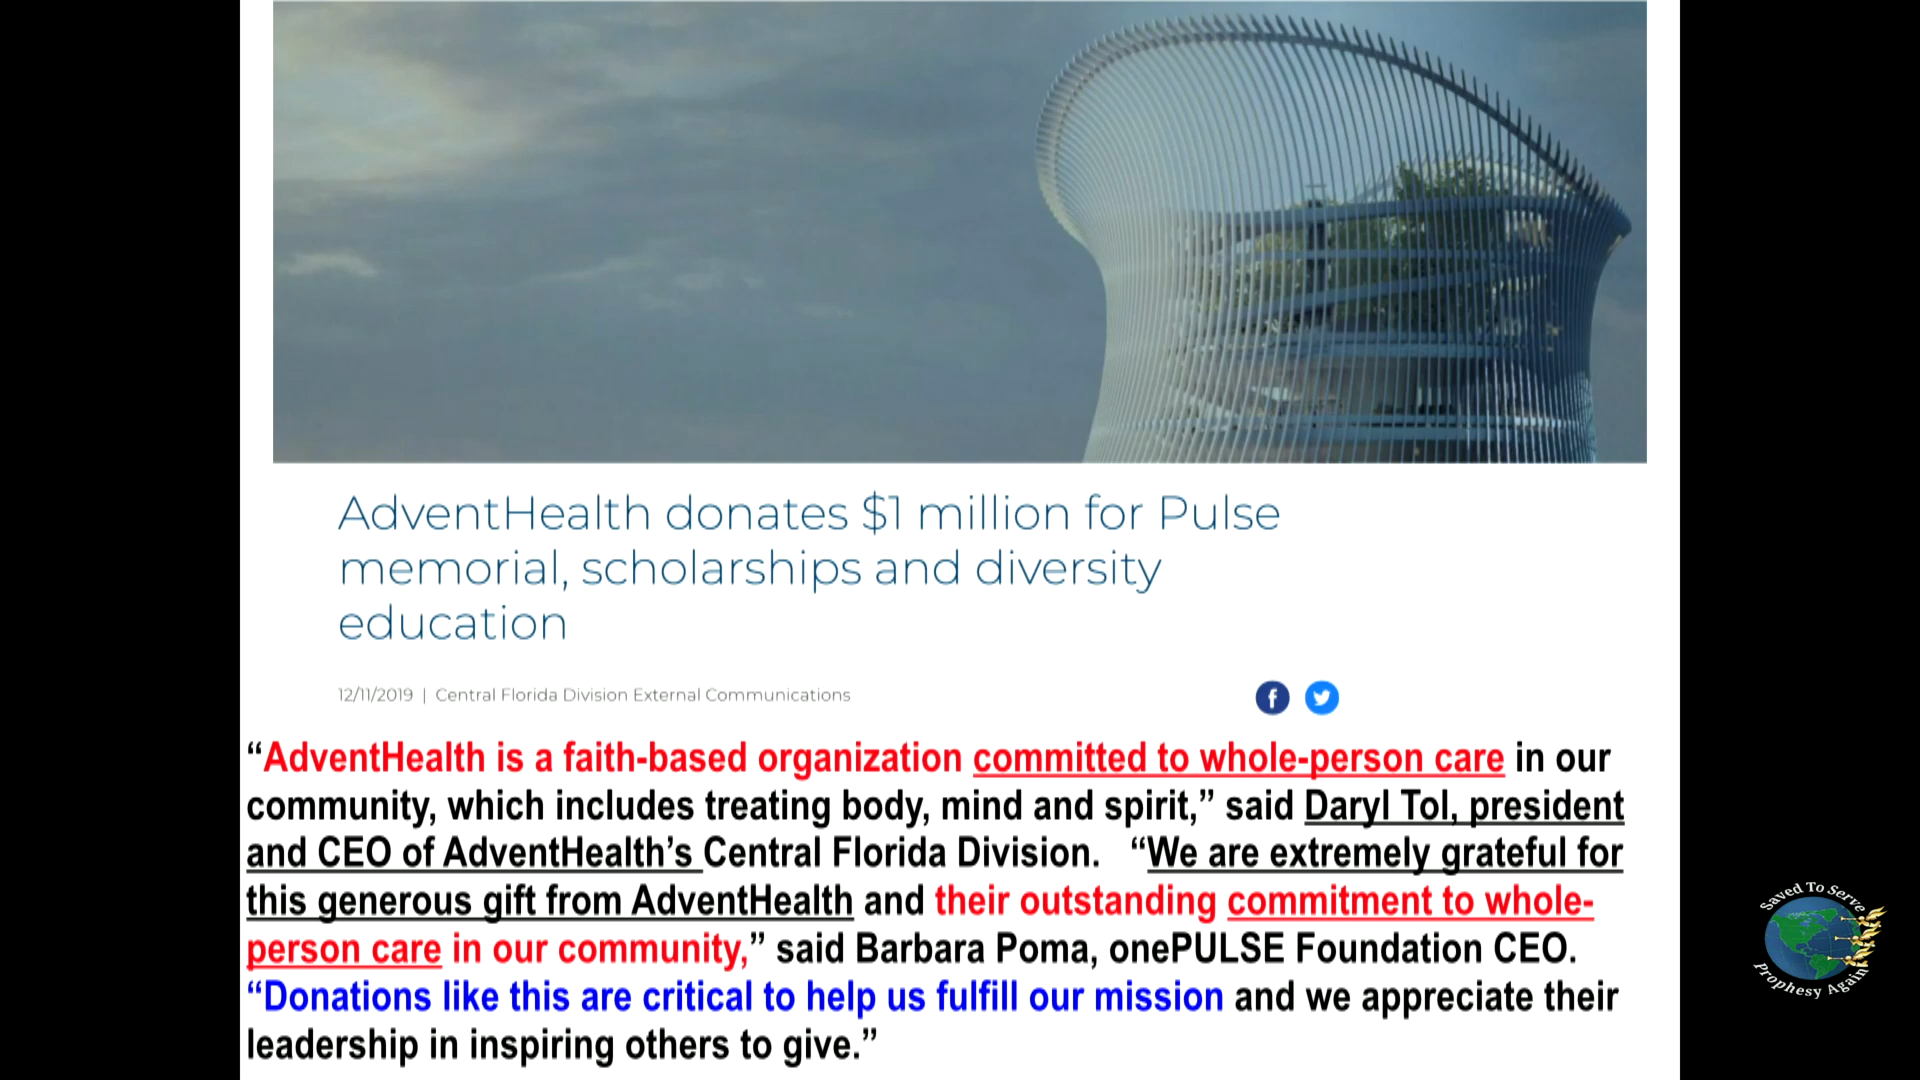 AdventHealth donates $1 million for Pulse
memorial, scholarships and diversity
education
12/11/2019 | Central Florida Division External Communications
“AdventHealth is a faith-based organization committed to whole-person care in our
community, which includes treating body, mind and spirit,” said Daryl Tol, president
and CEO of AdventHealth’s Central Florida Division. “We are extremely grateful for
this generous gift from AdventHealth and their outstanding commitment to whole-
person care in our community,” said Barbara Poma, onePULSE Foundation CEO.
“Donations like this are critical to help us fulfill our mission and we appreciate their
leadership in inspiring others to give.”
Saved To Serve
Prophesy Again